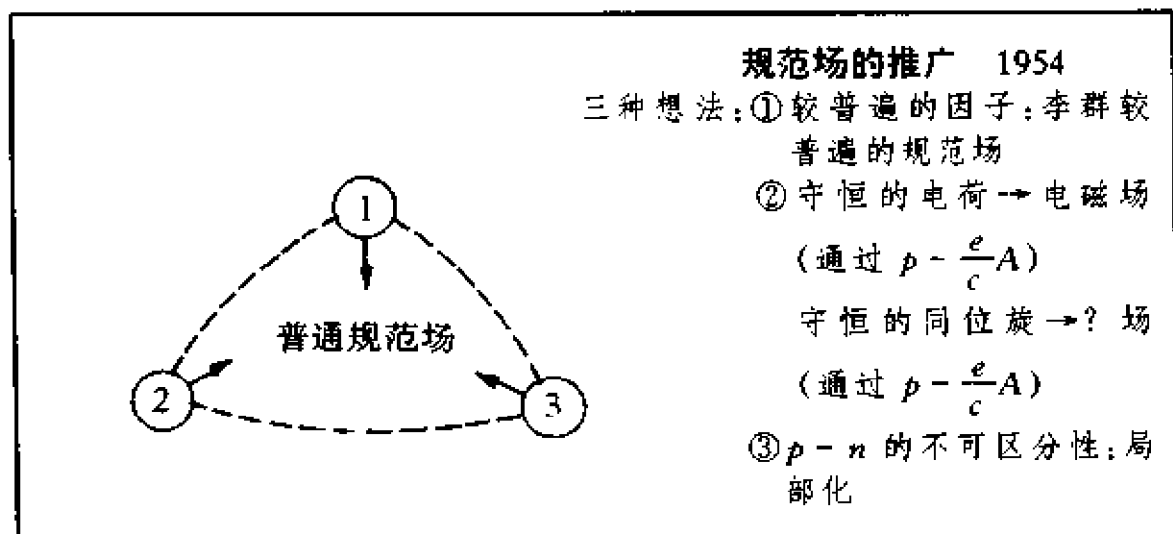 规范场的推广 1954
三种想法:①较普遍的因子:李群较
普遍的规范场
②守恒的电荷→电磁场
(通过 p - e/c A)
守恒的同位旋→? 场
(通过 p - e/c A)
③p - n 的不可区分性:局
部化
1
普通规范场
2
3